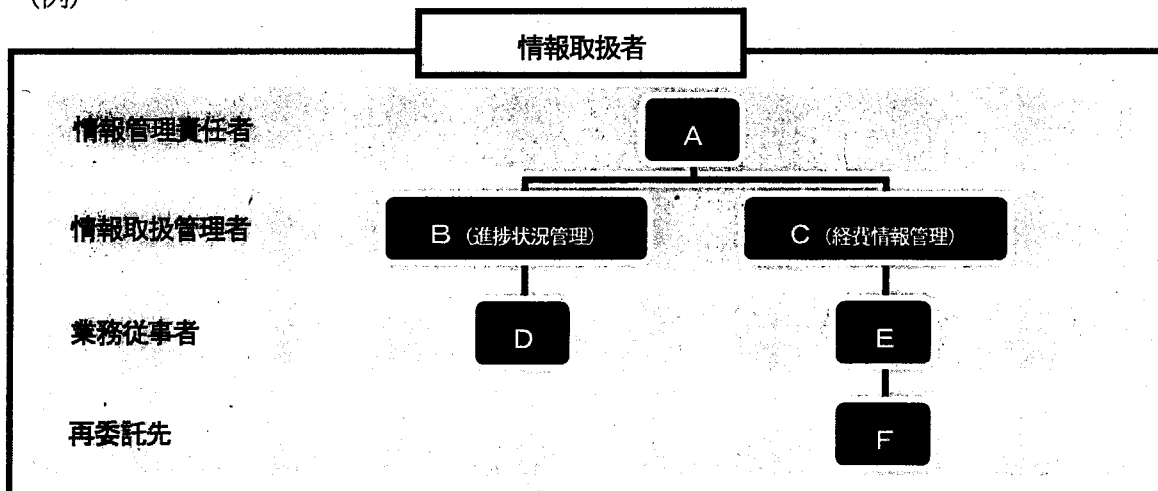 （例）
情報取扱者
情報管理責任者
A
情報取扱管理者
B（進捗状況管理）
C（経費情報管理）
業務従事者
D
E
再委託先
F